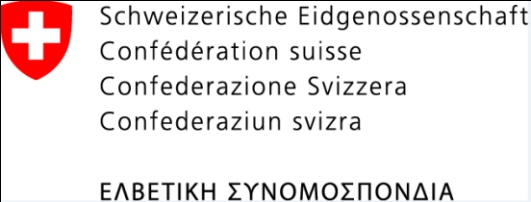 Schweizerische Eidgenossenschaft
Confédération suisse
Confederazione Svizzera
Confederaziun svizra
ΕΛΒΕΤΙΚΗ ΣΥΝΟΜΟΣΠΟΝΔΙΑ